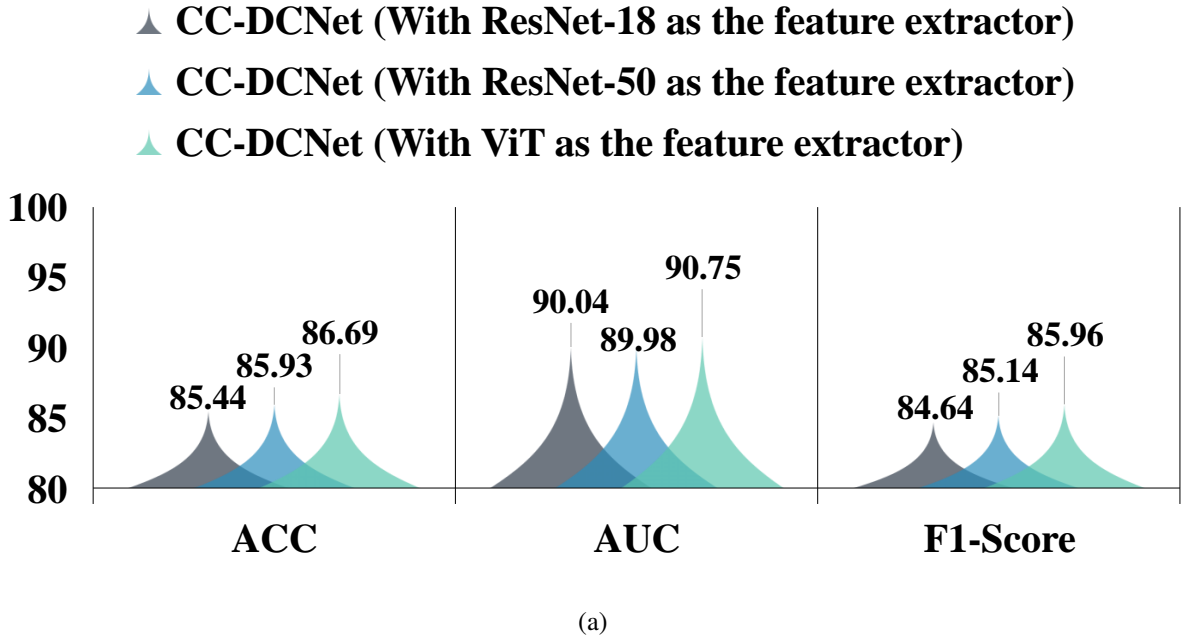 CC-DCNet (With ResNet-18 as the feature extractor)
CC-DCNet (With ResNet-50 as the feature extractor)
CC-DCNet (With ViT as the feature extractor)
100
95
90
85
80
85.44
85.93
86.69
90.04
89.98
90.75
84.64
85.14
85.96
ACC
AUC
F1-Score
(a)